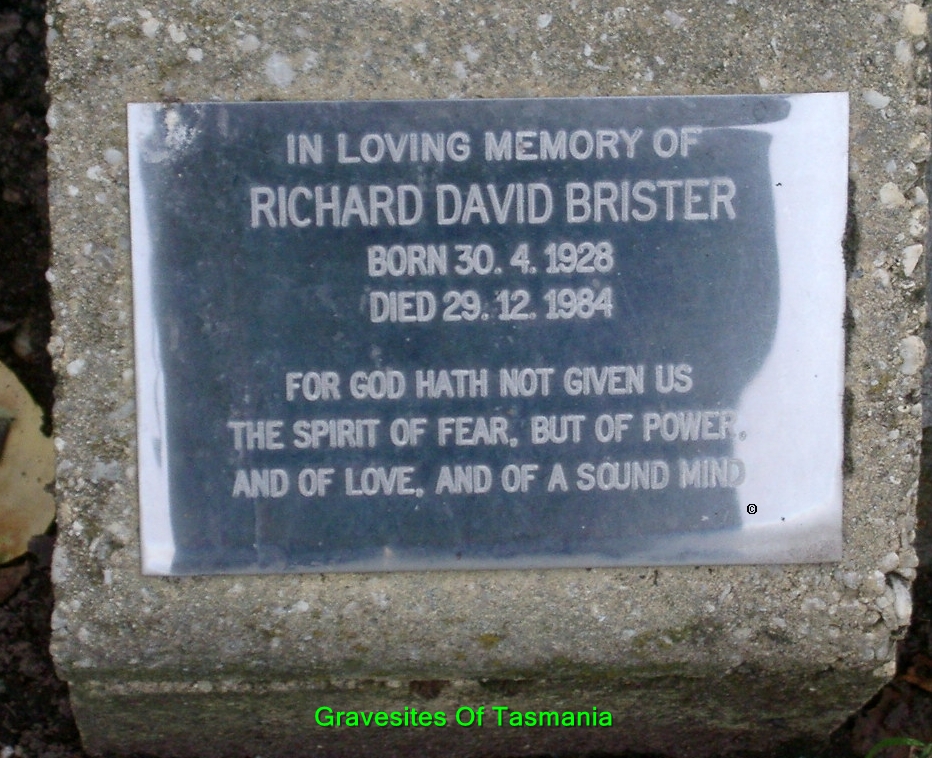 IN LOVING MEMORY OF
RICHARD DAVID BRISTER
BORN 30. 4. 1928
DIED 29. 12. 1984
FOR GOD HATH NOT GIVEN US
THE SPIRIT OF FEAR, BUT OF POWER,
AND OF LOVE, AND OF A SOUND MIND
©
Gravesites Of Tasmania